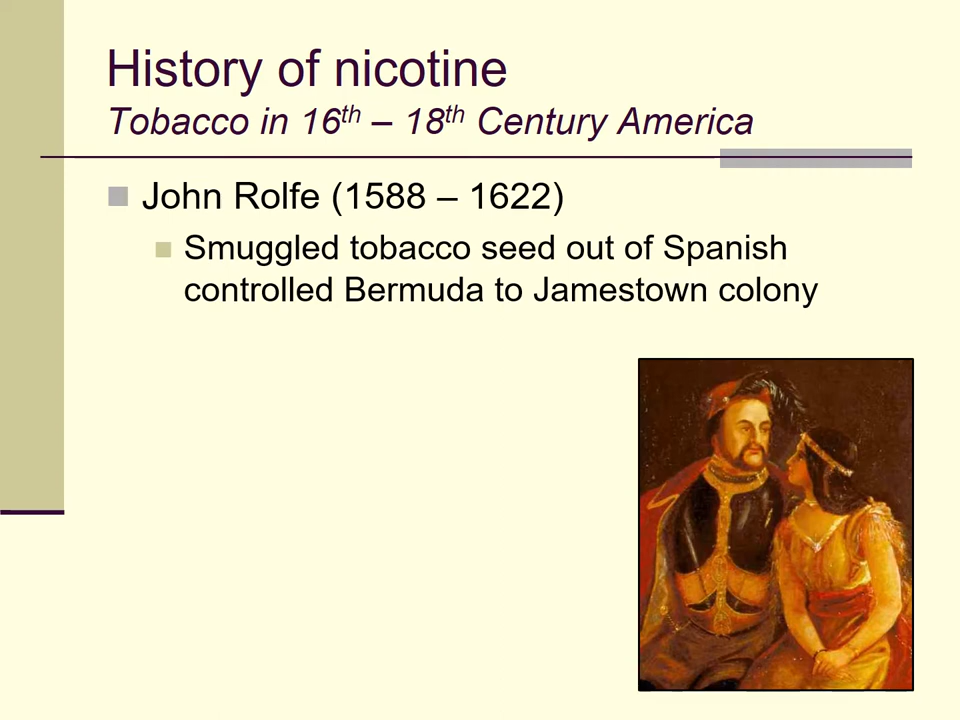 History of nicotine
Tobacco in 16th – 18th Century America
John Rolfe (1588 – 1622)
Smuggled tobacco seed out of Spanish
controlled Bermuda to Jamestown colony